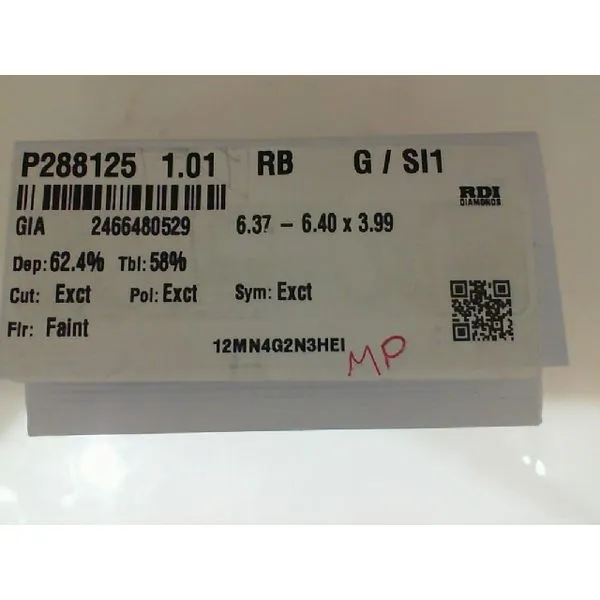 P288125 1.01 RB G / SI1
RDI
DIAMONDS
GIA 2466480529 6.37 – 6.40 x 3.99
Dep: 62.4% Tbl: 58%
Cut: Exct Pol: Exct Sym: Exct
Flr: Faint
12MN4G2N3HEI
MP